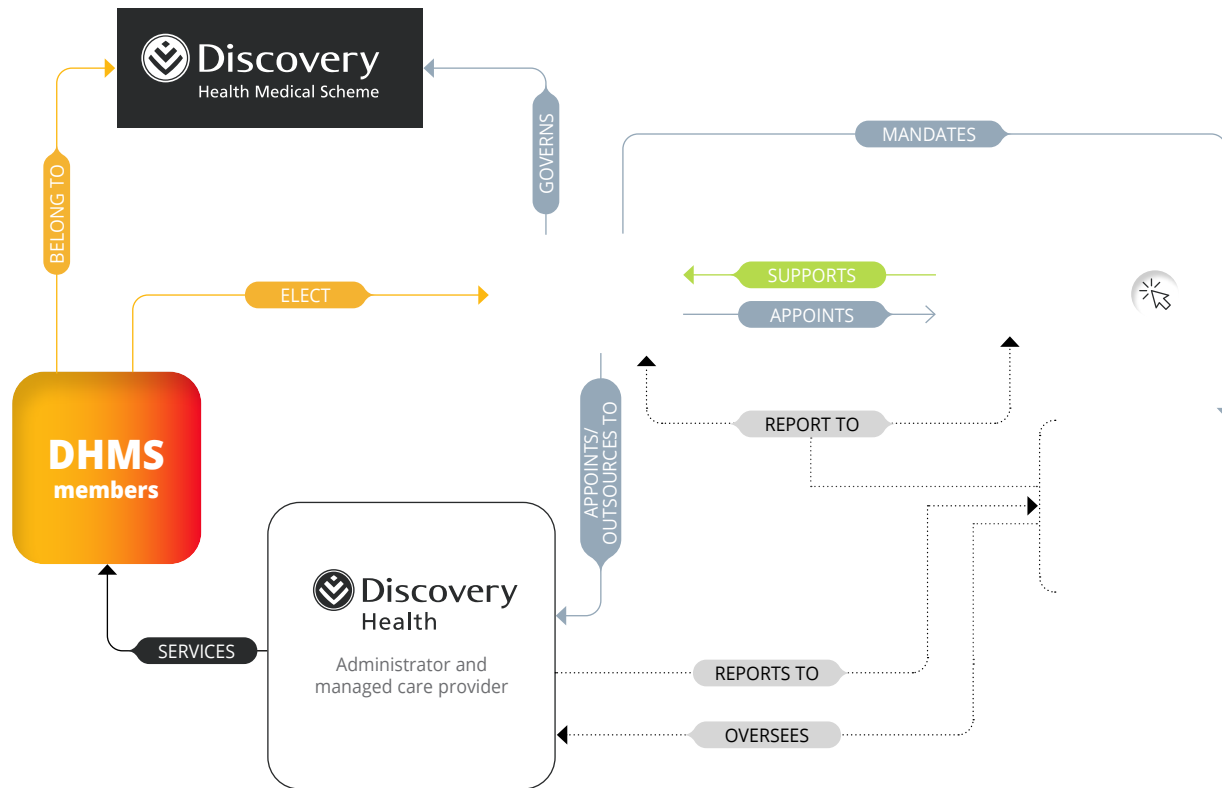 Discovery
Health Medical Scheme
MANDATES
GOVERNS
BELONG TO
SUPPORTS
ELECT
APPOINTS
REPORT TO
APPOINTS/
OUTSOURCES TO
DHMS
members
Discovery
Health
SERVICES
Administrator and
managed care provider
REPORTS TO
OVERSEES